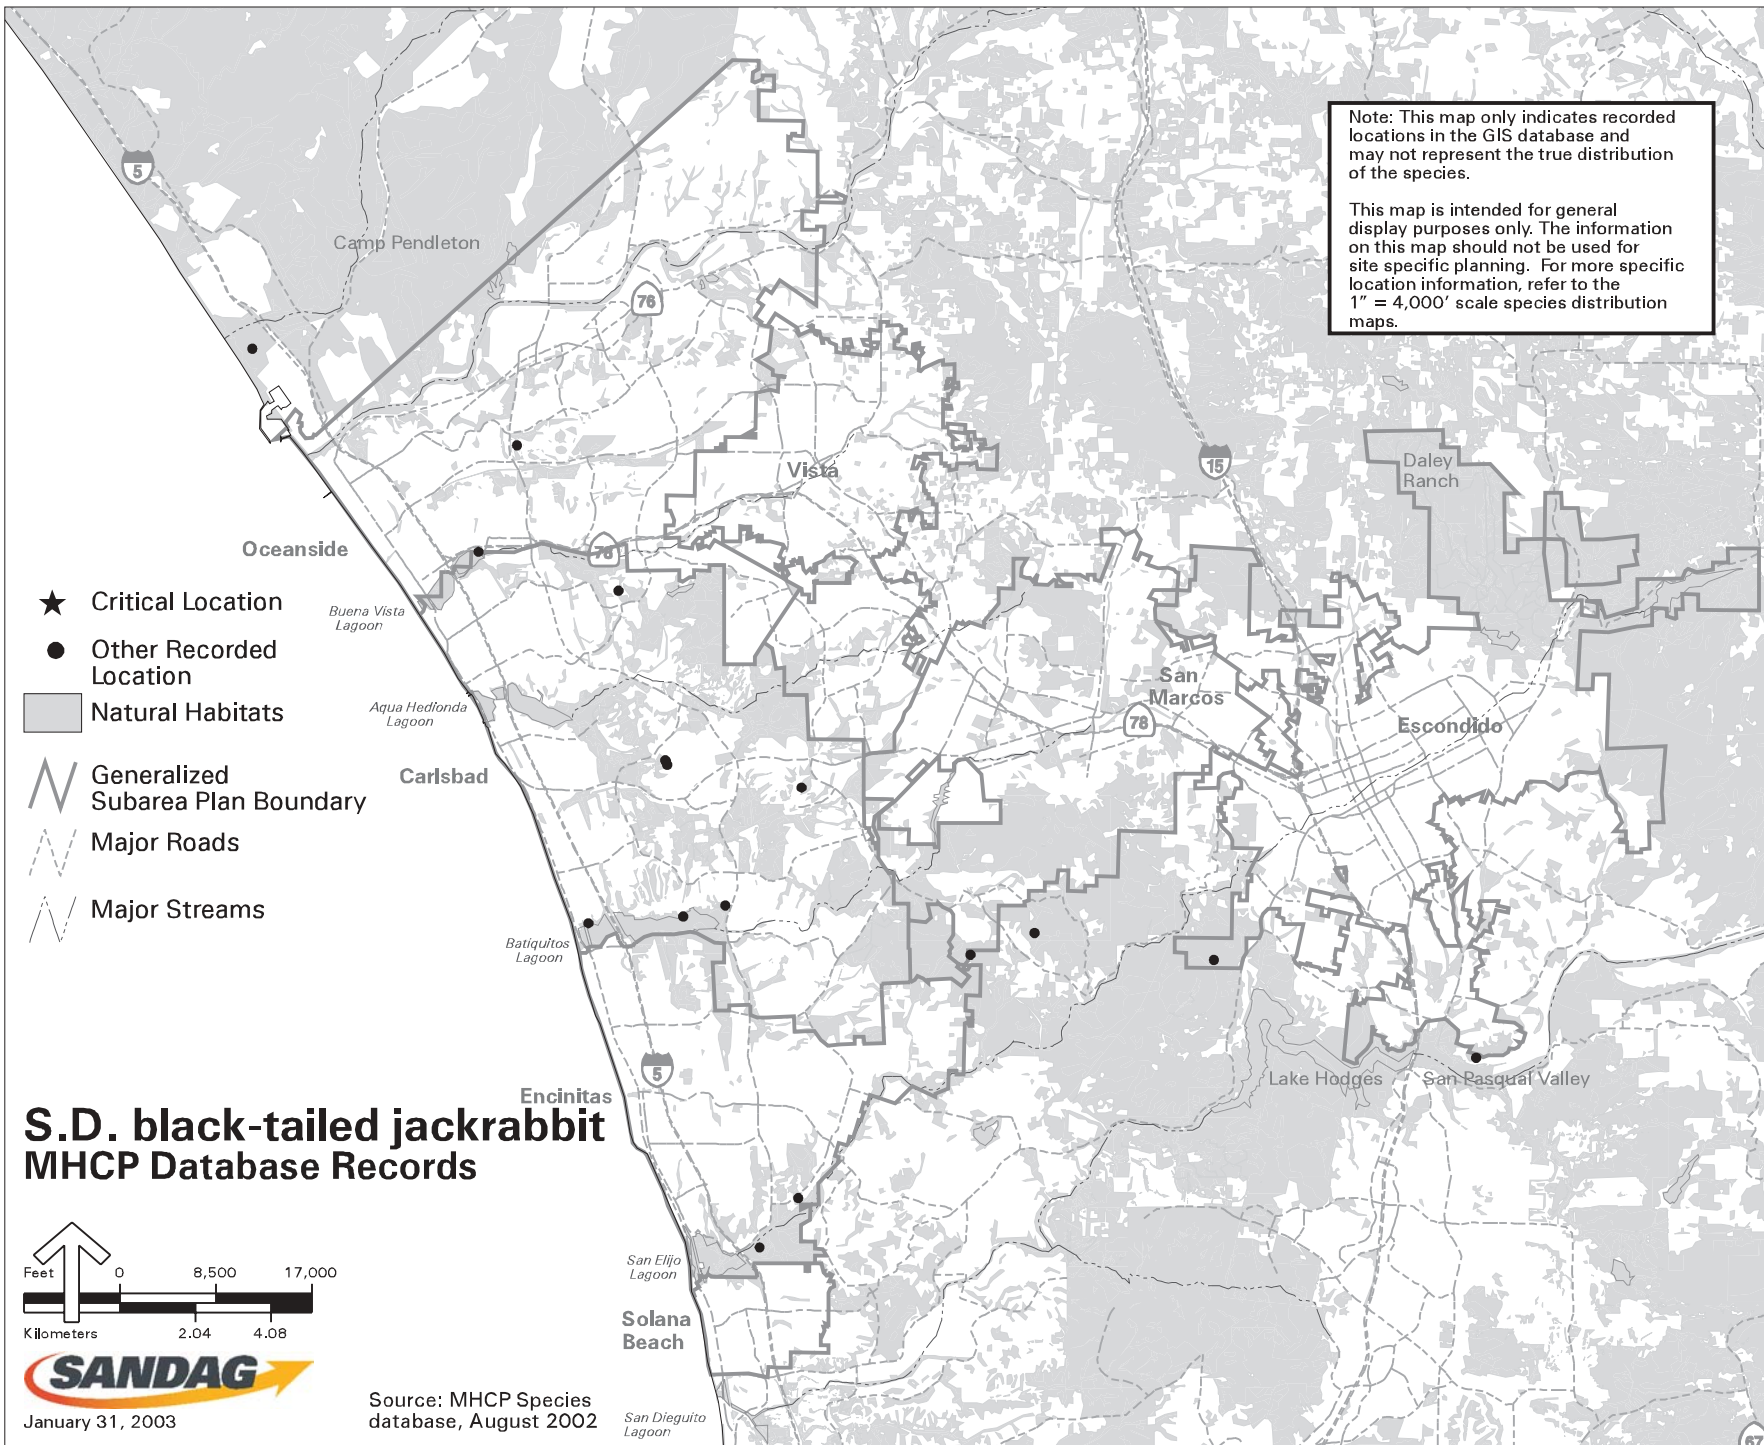 Note: This map only indicates recorded
locations in the GIS database and
may not represent the true distribution
of the species.
This map is intended for general
display purposes only. The information
on this map should not be used for
site specific planning. For more specific
location information, refer to the
1” = 4,000’ scale species distribution
maps.
5
Camp Pendleton
76
15
Daley
Ranch
Vista
Oceanside
78
Buena Vista
Lagoon
San
Marcos
78
Escondido
Aqua Hedionda
Lagoon
Carlsbad
Batiquitos
Lagoon
5
Encinitas
Lake Hodges
San Pasqual Valley
San Elijo
Lagoon
Solana
Beach
San Dieguito
Lagoon
67
Critical Location
Other Recorded
Location
Natural Habitats
Generalized
Subarea Plan Boundary
Major Roads
Major Streams
S.D. black-tailed jackrabbit
MHCP Database Records
Feet 0 8,500 17,000
Kilometers 2.04 4.08
SANDAG
January 31, 2003
Source: MHCP Species
database, August 2002